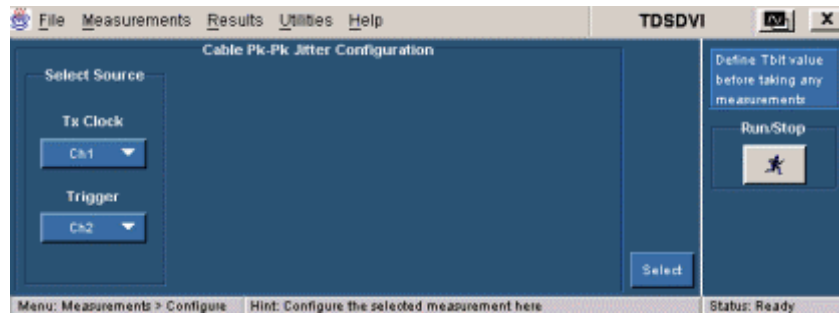 File Measurements Results Utilities Help TDSDVI X
Cable Pk-Pk Jitter Configuration
Select Source
Tx Clock
Ch1
Trigger
Ch2
Select
Define Tbit value
before taking any
measurements
Run/Stop
Menu: Measurements > Configure Hint: Configure the selected measurement here Status: Ready